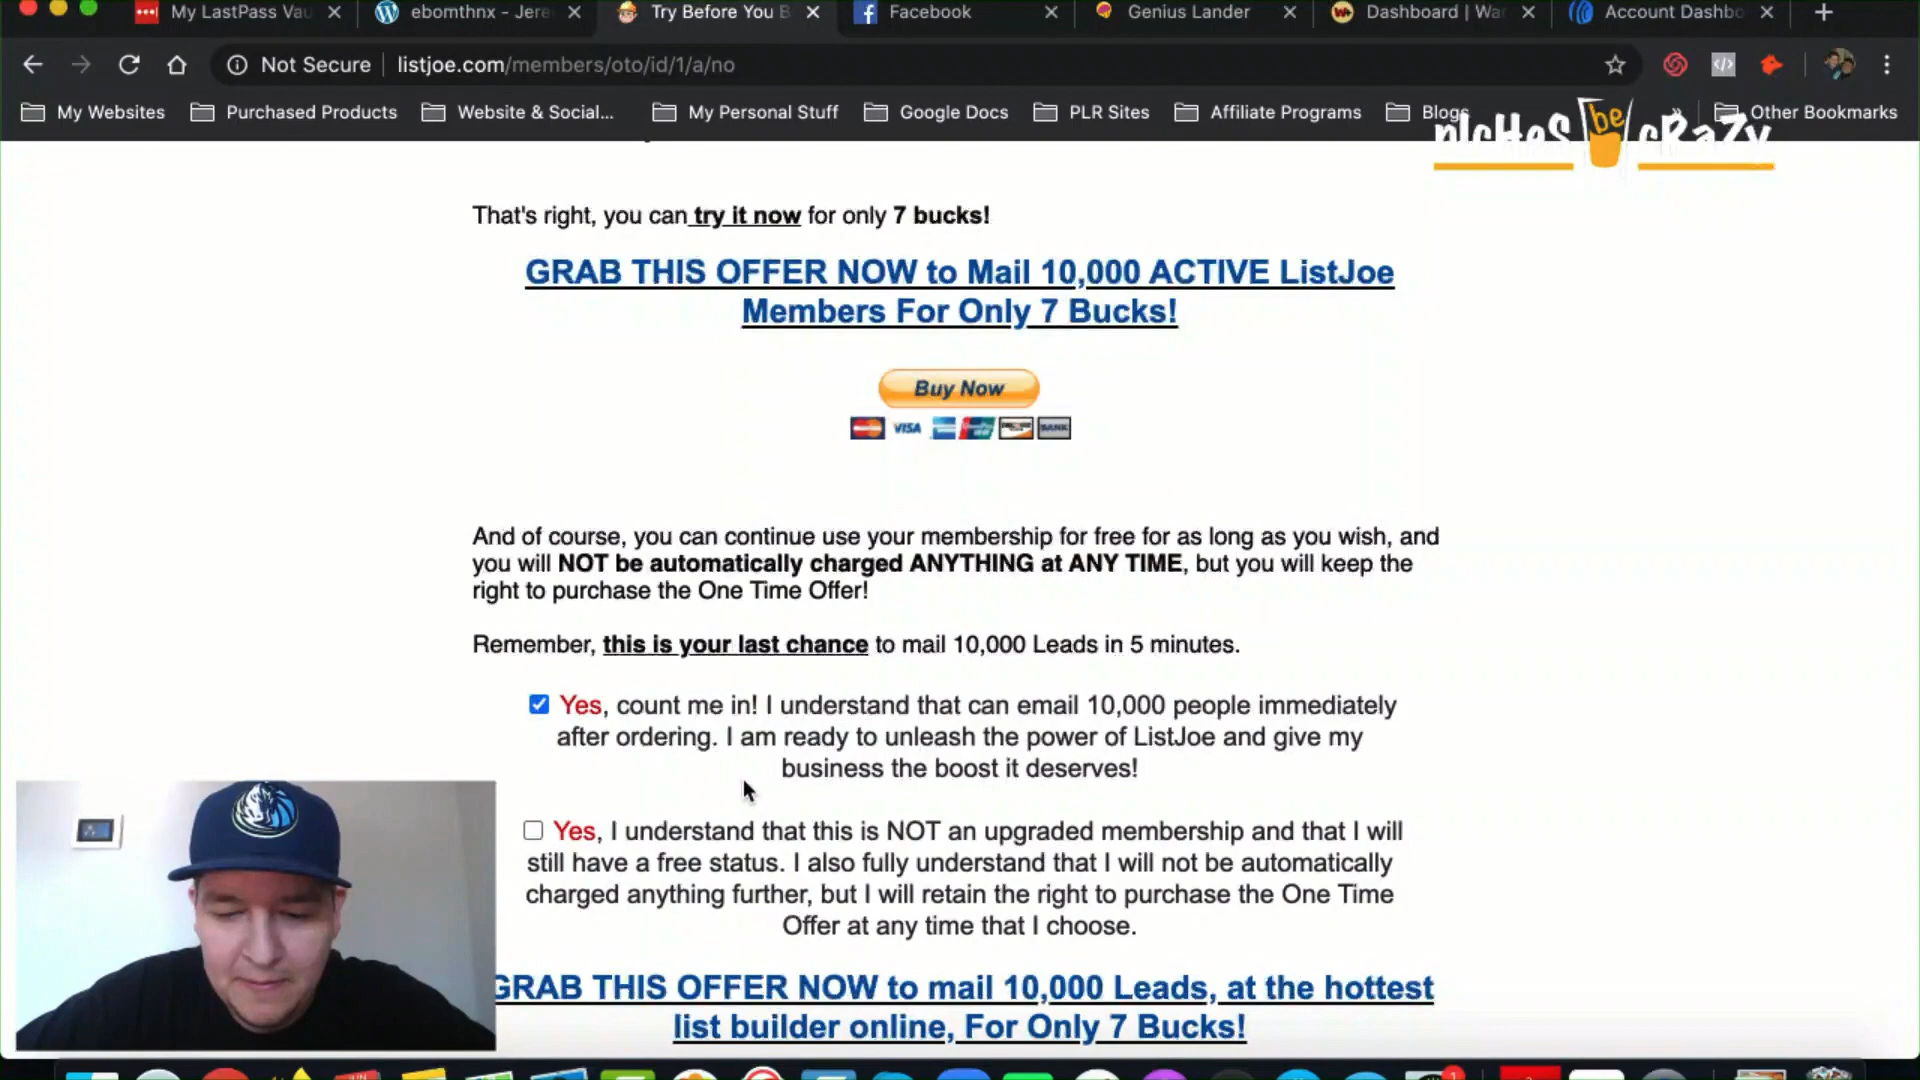 My LastPass Vau
ebomthnx - Jere
Try Before You B
Facebook
Genius Lander
Dashboard | Wa
Account Dashbo
Not Secure
listjoe.com/members/oto/id/1/a/no
My Websites
Purchased Products
Website & Social...
My Personal Stuff
Google Docs
PLR Sites
Affiliate Programs
Blogs
Other Bookmarks
nIcHes be cRaZy
That's right, you can try it now for only 7 bucks!
GRAB THIS OFFER NOW to Mail 10,000 ACTIVE ListJoe
Members For Only 7 Bucks!
Buy Now
VISA
BANK
And of course, you can continue use your membership for free for as long as you wish, and
you will NOT be automatically charged ANYTHING at ANY TIME, but you will keep the
right to purchase the One Time Offer!
Remember, this is your last chance to mail 10,000 Leads in 5 minutes.
Yes, count me in! I understand that can email 10,000 people immediately
after ordering. I am ready to unleash the power of ListJoe and give my
business the boost it deserves!
Yes, I understand that this is NOT an upgraded membership and that I will
still have a free status. I also fully understand that I will not be automatically
charged anything further, but I will retain the right to purchase the One Time
Offer at any time that I choose.
GRAB THIS OFFER NOW to mail 10,000 Leads, at the hottest
list builder online, For Only 7 Bucks!